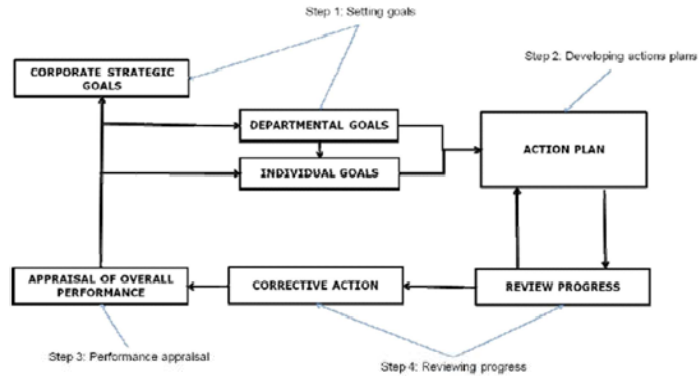 Step 1: Setting goals
CORPORATE STRATEGIC
GOALS
Step 2: Developing actions plans
DEPARTMENTAL GOALS
ACTION PLAN
INDIVIDUAL GOALS
APPRAISAL OF OVERALL
PERFORMANCE
CORRECTIVE ACTION
REVIEW PROGRESS
Step 3: Performance appraisal
Step 4: Reviewing progress